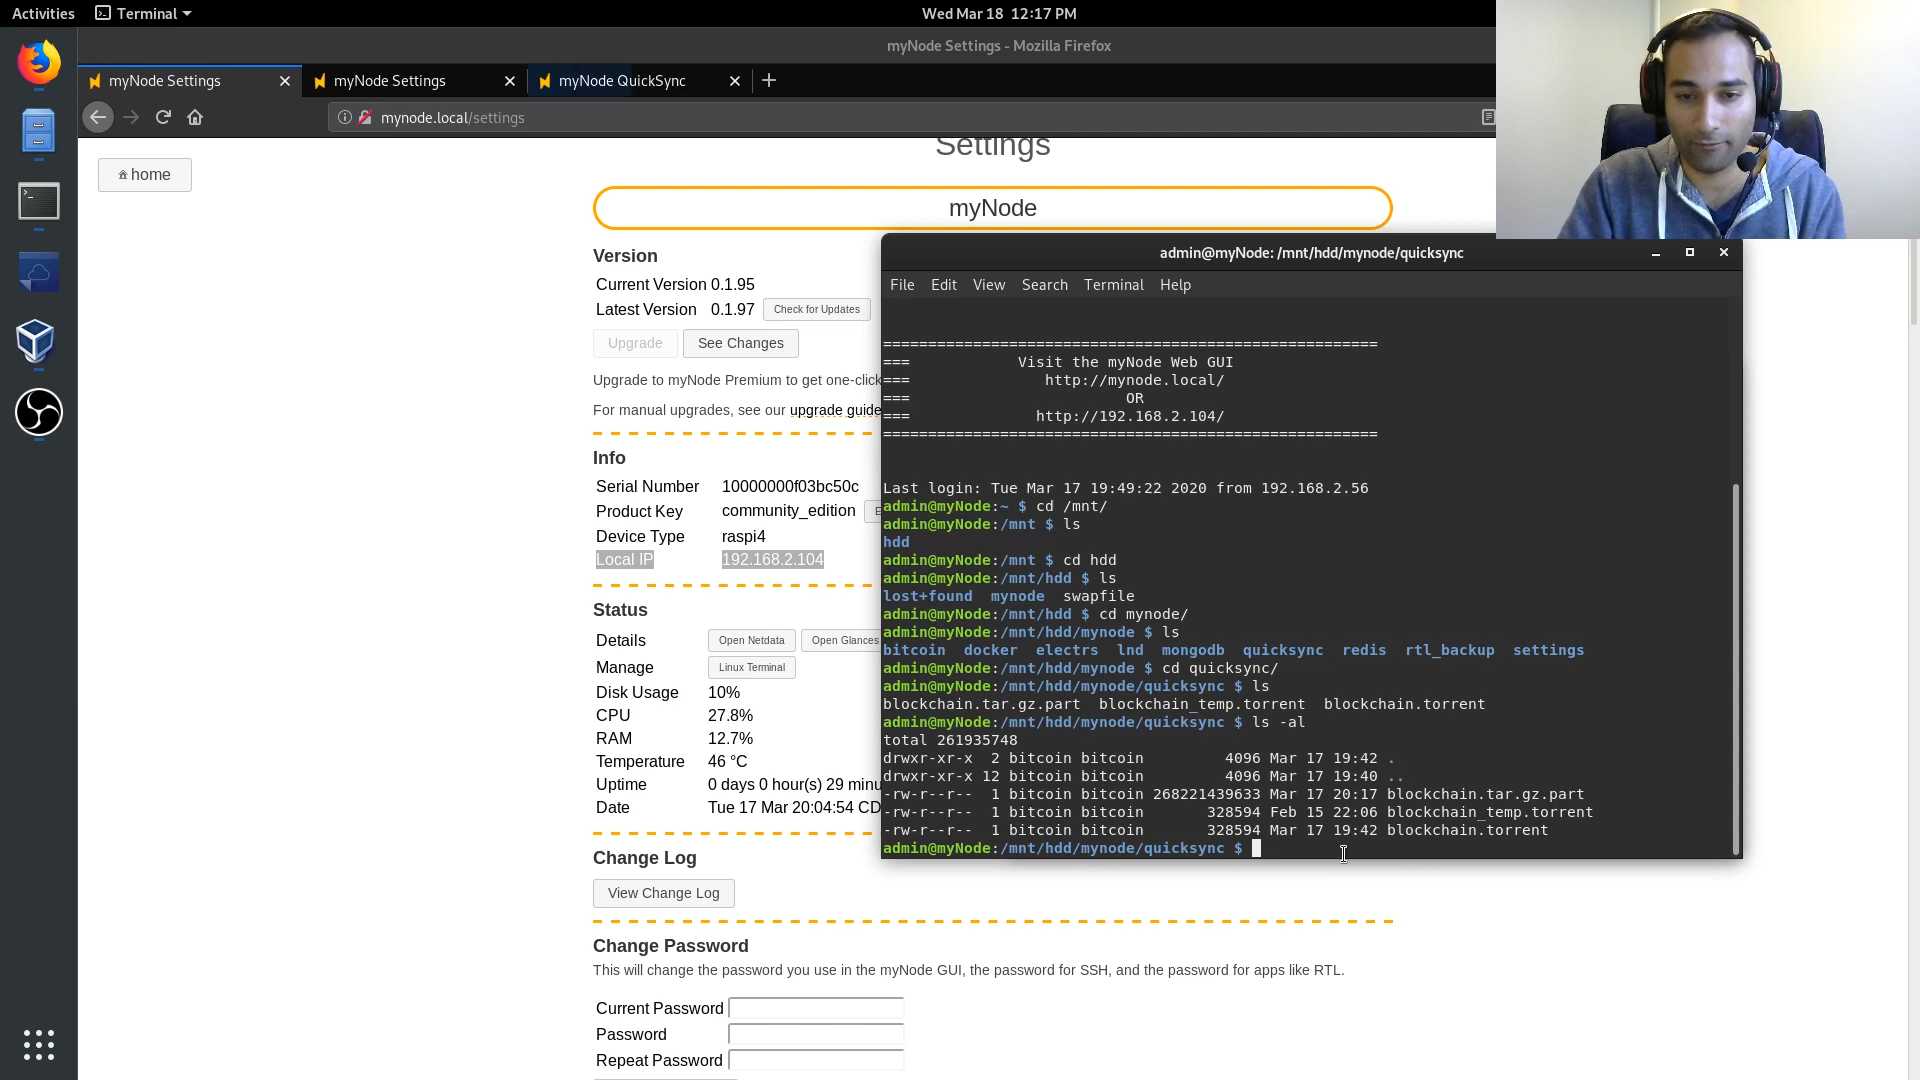 Activities Terminal Wed Mar 18 12:17 PM
myNode Settings - Mozilla Firefox
myNode Settings myNode Settings myNode QuickSync
mynode.local/settings
home
Settings
myNode
Version
Current Version 0.1.95
Latest Version 0.1.97 Check for Updates
Upgrade See Changes
Upgrade to myNode Premium to get one-click
For manual upgrades, see our upgrade guide
Info
Serial Number 10000000f03bc50c
Product Key community_edition
Device Type raspi4
Local IP 192.168.2.104
Status
Details Open Netdata Open Glances
Manage Linux Terminal
Disk Usage 10%
CPU 27.8%
RAM 12.7%
Temperature 46 °C
Uptime 0 days 0 hour(s) 29 minu
Date Tue 17 Mar 20:04:54 CD
Change Log
View Change Log
Change Password
This will change the password you use in the myNode GUI, the password for SSH, and the password for apps like RTL.
Current Password
Password
Repeat Password
admin@myNode: /mnt/hdd/mynode/quicksync
File Edit View Search Terminal Help
=======================================================
=== Visit the myNode Web GUI
=== http://mynode.local/
=== OR
=== http://192.168.2.104/
=======================================================
Last login: Tue Mar 17 19:49:22 2020 from 192.168.2.56
admin@myNode:~ $ cd /mnt/
admin@myNode:/mnt $ ls
hdd
admin@myNode:/mnt $ cd hdd
admin@myNode:/mnt/hdd $ ls
lost+found mynode swapfile
admin@myNode:/mnt/hdd $ cd mynode/
admin@myNode:/mnt/hdd/mynode $ ls
bitcoin docker electrs lnd mongodb quicksync redis rtl_backup settings
admin@myNode:/mnt/hdd/mynode $ cd quicksync/
admin@myNode:/mnt/hdd/mynode/quicksync $ ls
blockchain.tar.gz.part blockchain_temp.torrent blockchain.torrent
admin@myNode:/mnt/hdd/mynode/quicksync $ ls -al
total 261935748
drwxr-xr-x 2 bitcoin bitcoin 4096 Mar 17 19:42 .
drwxr-xr-x 12 bitcoin bitcoin 4096 Mar 17 19:40 ..
-rw-r--r-- 1 bitcoin bitcoin 268221439633 Mar 17 20:17 blockchain.tar.gz.part
-rw-r--r-- 1 bitcoin bitcoin 328594 Feb 15 22:06 blockchain_temp.torrent
-rw-r--r-- 1 bitcoin bitcoin 328594 Mar 17 19:42 blockchain.torrent
admin@myNode:/mnt/hdd/mynode/quicksync $